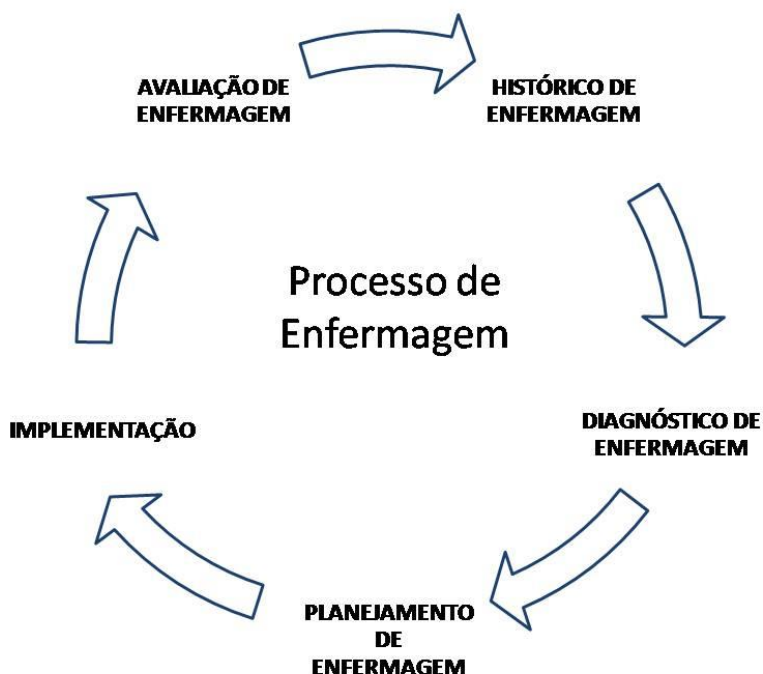 AVALIAÇÃO DE
ENFERMAGEM
HISTÓRICO DE
ENFERMAGEM
Processo de
Enfermagem
IMPLEMENTAÇÃO
DIAGNÓSTICO DE
ENFERMAGEM
PLANEJAMENTO
DE
ENFERMAGEM